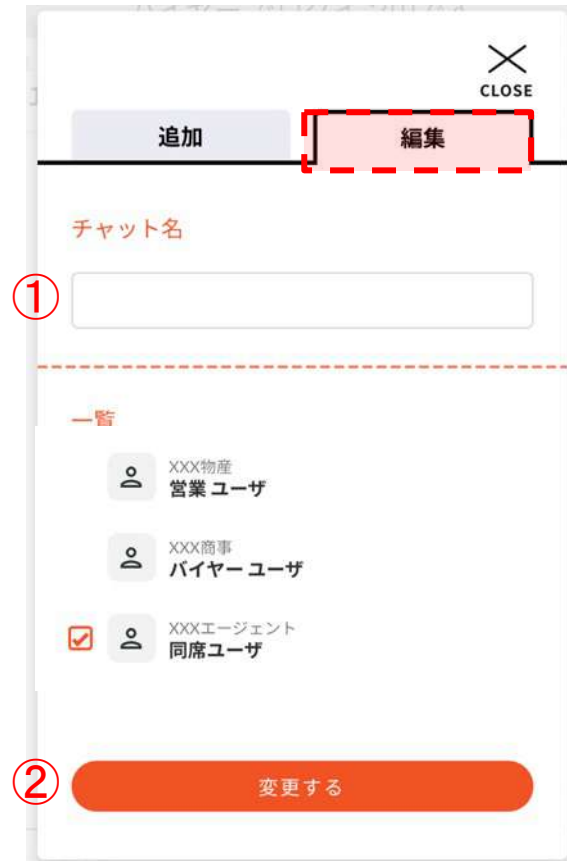 CLOSE
追加
編集
チャット名
①
一覧
XXX物産
営業 ユーザ
XXX商事
バイヤー ユーザ
XXXエージェント
同席ユーザ
②
変更する